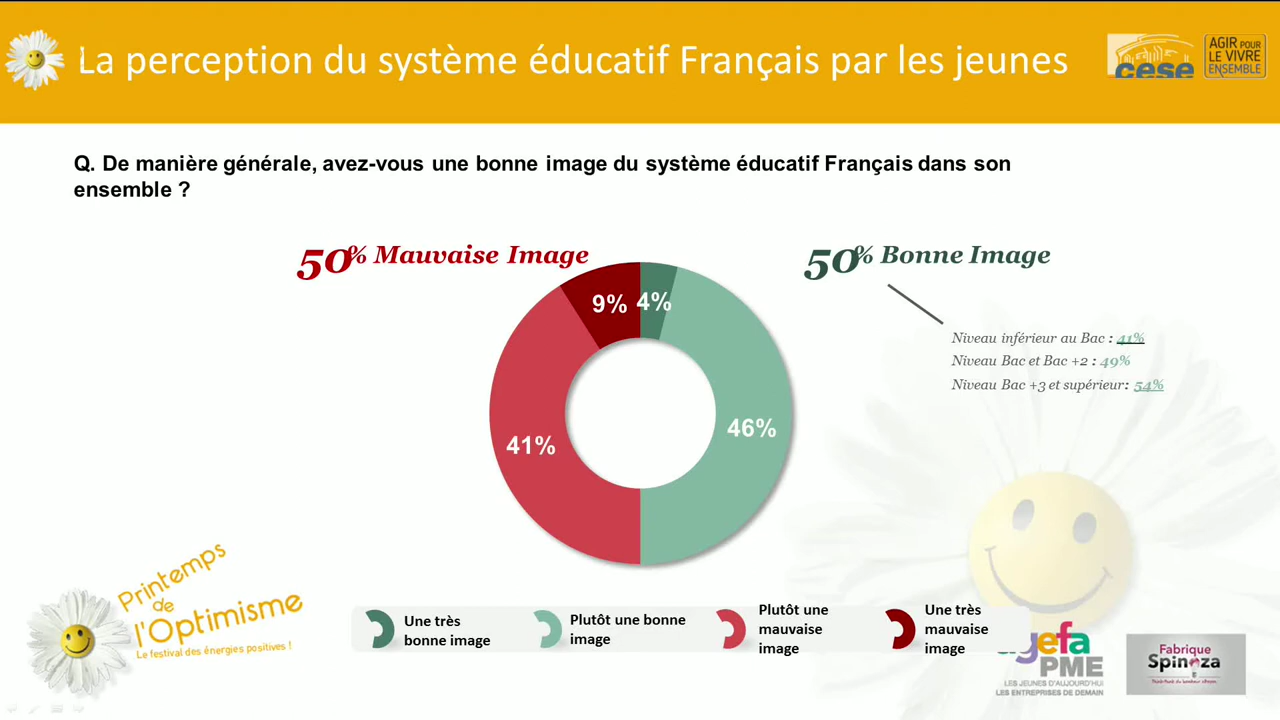 La perception du système éducatif Français par les jeunes
cese
AGIR POUR
LE VIVRE
ENSEMBLE
Q. De manière générale, avez-vous une bonne image du système éducatif Français dans son
ensemble ?
50% Mauvaise Image
50% Bonne Image
9%
4%
Niveau inférieur au Bac : 41%
Niveau Bac et Bac +2 : 49%
Niveau Bac +3 et supérieur: 54%
46%
41%
Printemps
de
l'Optimisme
Le festival des énergies positives !
Une très
bonne image
Plutôt une bonne
image
Plutôt une
mauvaise
image
Une très
mauvaise
image
agefa
PME
LES JEUNES D'AUJOURD'HUI
LES ENTREPRISES DE DEMAIN
Fabrique
Spinoza